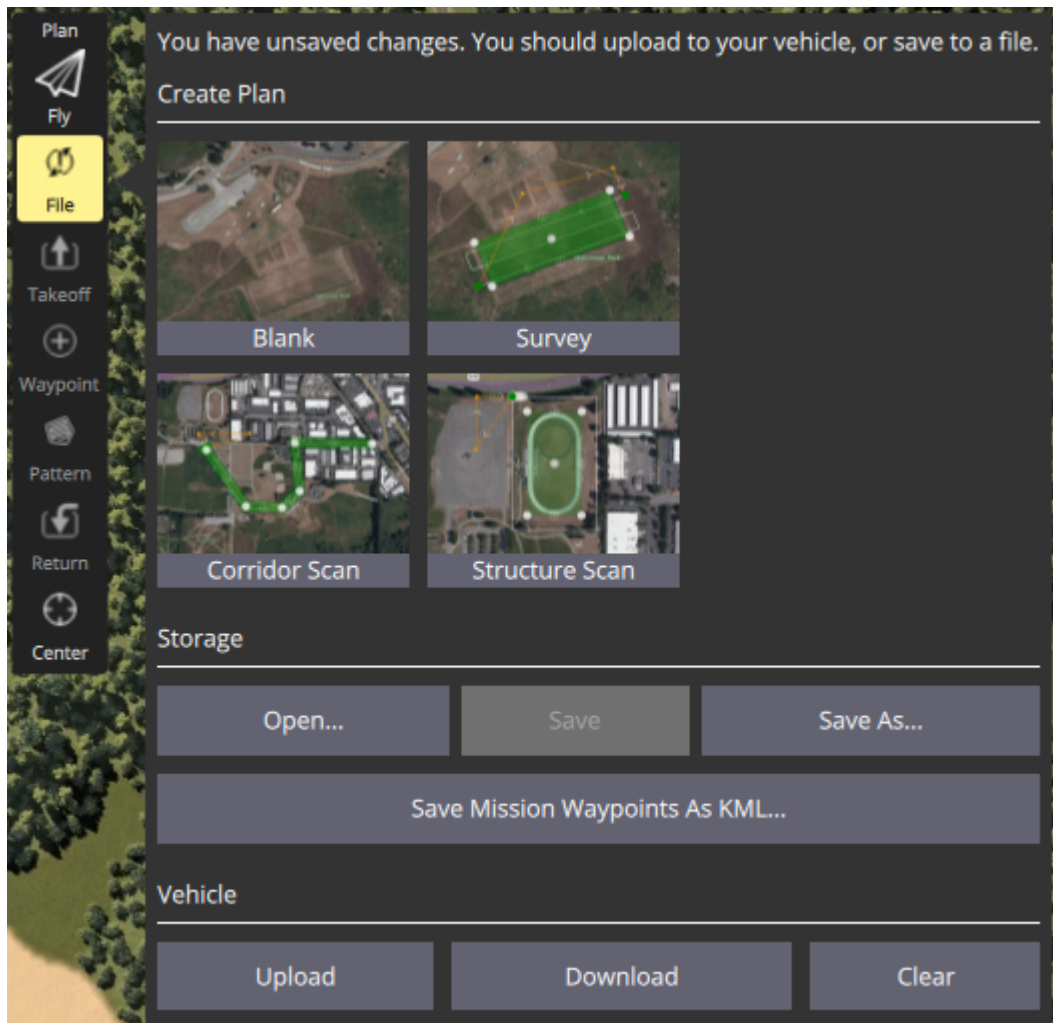 Plan
Fly
File
Takeoff
Waypoint
Pattern
Return
Center
You have unsaved changes. You should upload to your vehicle, or save to a file.
Create Plan
Blank
Survey
Corridor Scan
Structure Scan
Storage
Open...
Save
Save As...
Save Mission Waypoints As KML...
Vehicle
Upload
Download
Clear